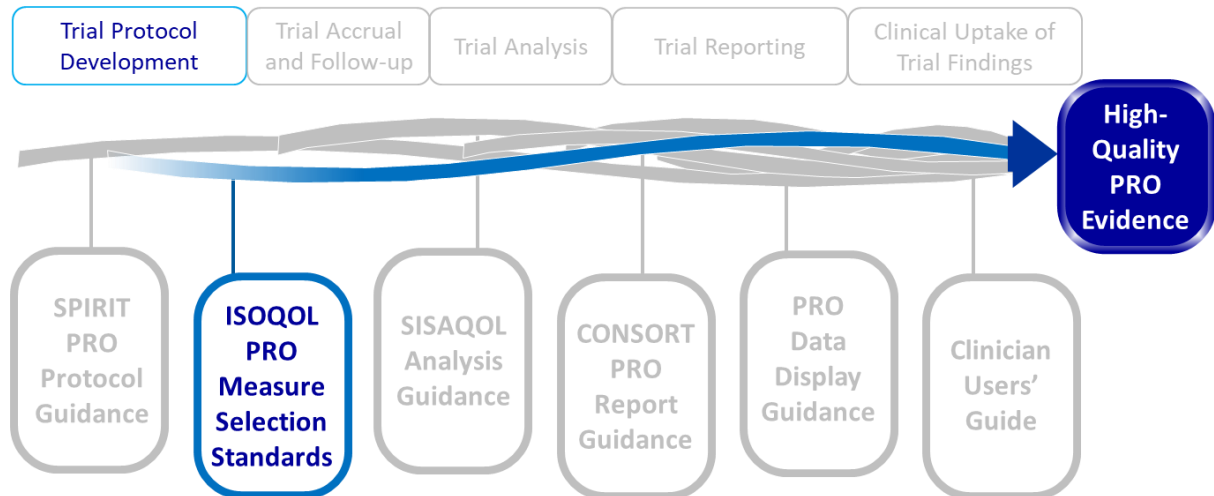 Trial Protocol
Development
Trial Accrual
and Follow-up
Trial Analysis
Trial Reporting
Clinical Uptake of
Trial Findings
High-
Quality
PRO
Evidence
SPIRIT
PRO
Protocol
Guidance
ISOQOL
PRO
Measure
Selection
Standards
SISAQOL
Analysis
Guidance
CONSORT
PRO
Report
Guidance
PRO
Data
Display
Guidance
Clinician
Users’
Guide